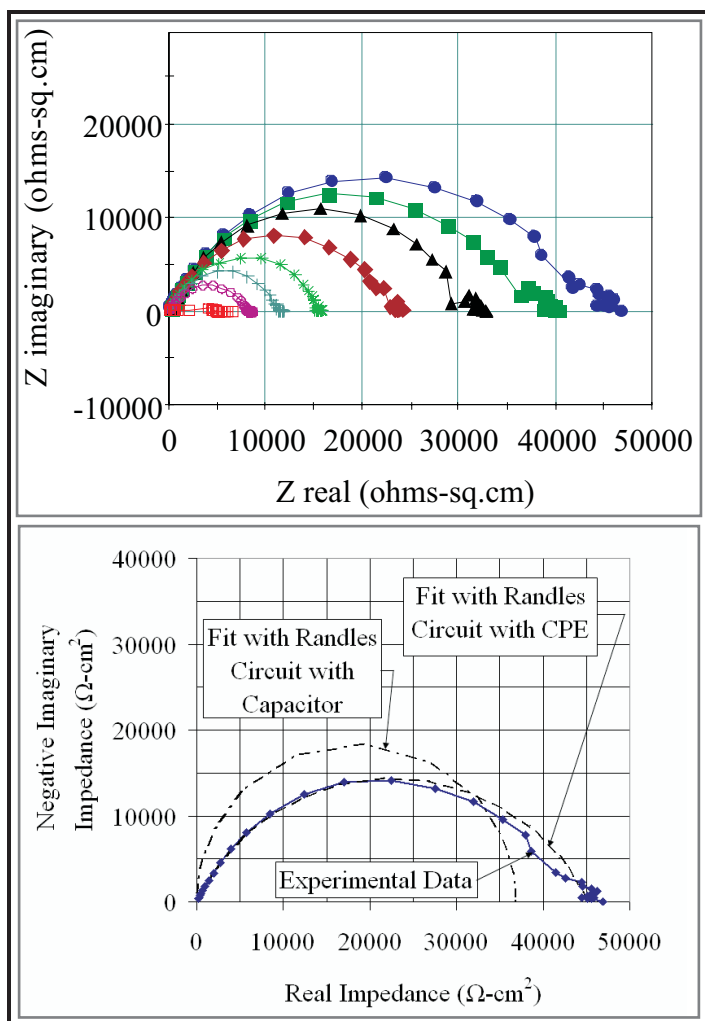 Z imaginary (ohms-sq.cm)
20000
10000
0
-10000
0 10000 20000 30000 40000 50000
Z real (ohms-sq.cm)
Negative Imaginary
Impedance (Ω-cm²)
40000
30000
20000
10000
0
Fit with Randles
Circuit with
Capacitor
Fit with Randles
Circuit with CPE
Experimental Data
0 10000 20000 30000 40000 50000
Real Impedance (Ω-cm²)